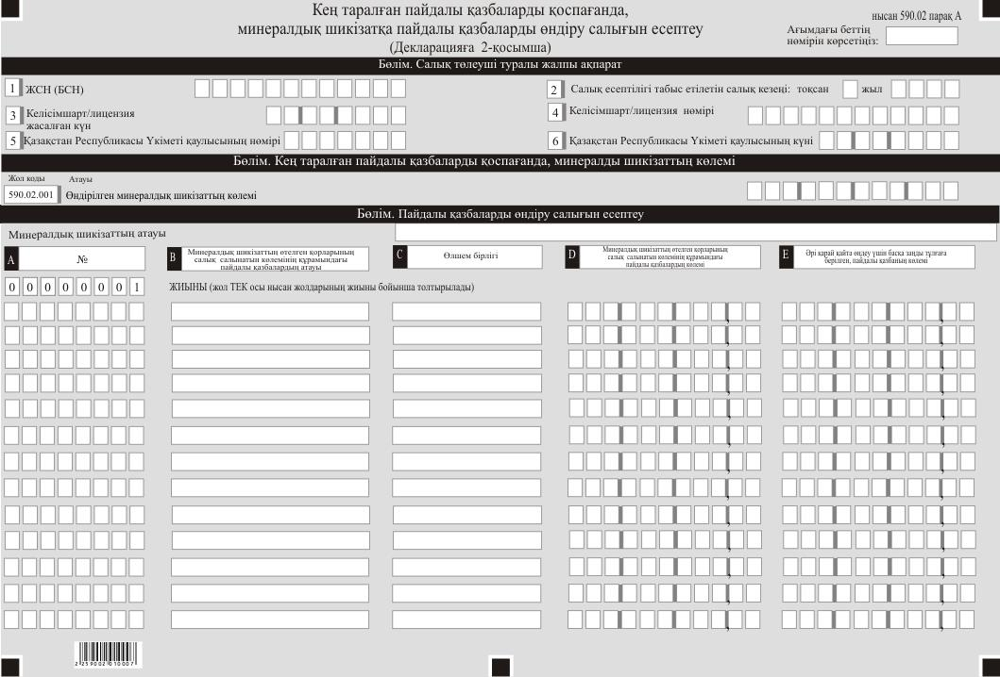 Кең таралған пайдалы қазбаларды қоспағанда,
минералдық шикізатқа пайдалы қазбаларды өндіру салығын есептеу
(Декларацияға 2-қосымша)
нысан 590.02 парақ А
Ағымдағы беттің
нөмірін көрсетіңіз:
Бөлім. Салық төлеуші туралы жалпы ақпарат
1 ЖСН (БСН)
2 Салық есептілігі табыс етілетін салық кезеңі: тоқсан жыл
3 Келісімшарт/лицензия
жасалған күн
4 Келісімшарт/лицензия нөмірі
5 Қазақстан Республикасы Үкіметі қаулысының нөмірі
6 Қазақстан Республикасы Үкіметі қаулысының күні
Бөлім. Кең таралған пайдалы қазбаларды қоспағанда, минералды шикізаттың көлемі
Жол коды Атауы
590.02.001 Өндірілген минералдық шикізаттың көлемі
Бөлім. Пайдалы қазбаларды өндіру салығын есептеу
Минералдық шикізаттың атауы
A №
B Минералдық шикізаттың өтелген қорларының
салық салынатын көлемінің құрамындағы
пайдалы қазбалардың атауы
C Өлшем бірлігі
D Минералдық шикізаттың өтелген қорларының
салық салынатын көлемінің құрамындағы
пайдалы қазбалардың көлемі
E Әрі қарай қайта өңдеу үшін басқа заңды тұлғаға
берілген, пайдалы қазбаның көлемі
0 0 0 0 0 0 0 1 ЖИЫНЫ (жол ТЕК осы нысан жолдарының жиыны бойынша толтырылады)
2 259002 010007